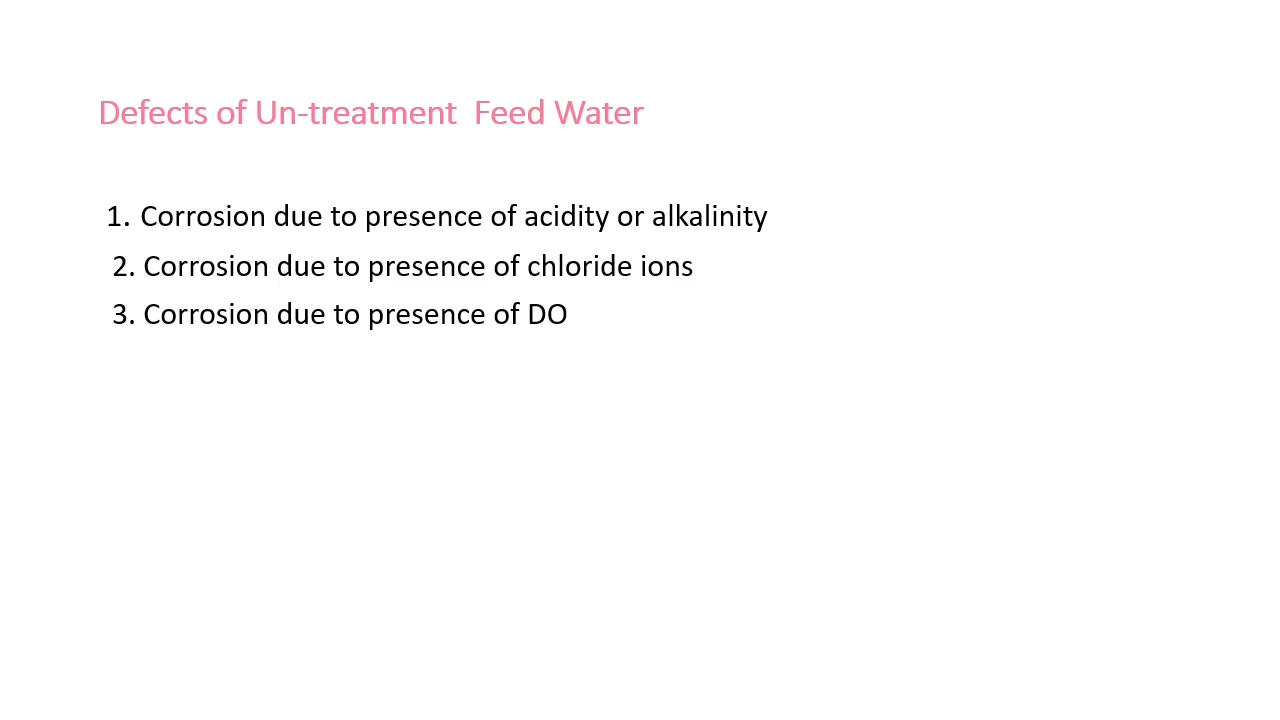 Defects of Un-treatment  Feed Water
1. Corrosion due to presence of acidity or alkalinity
2. Corrosion due to presence of chloride ions
3. Corrosion due to presence of DO